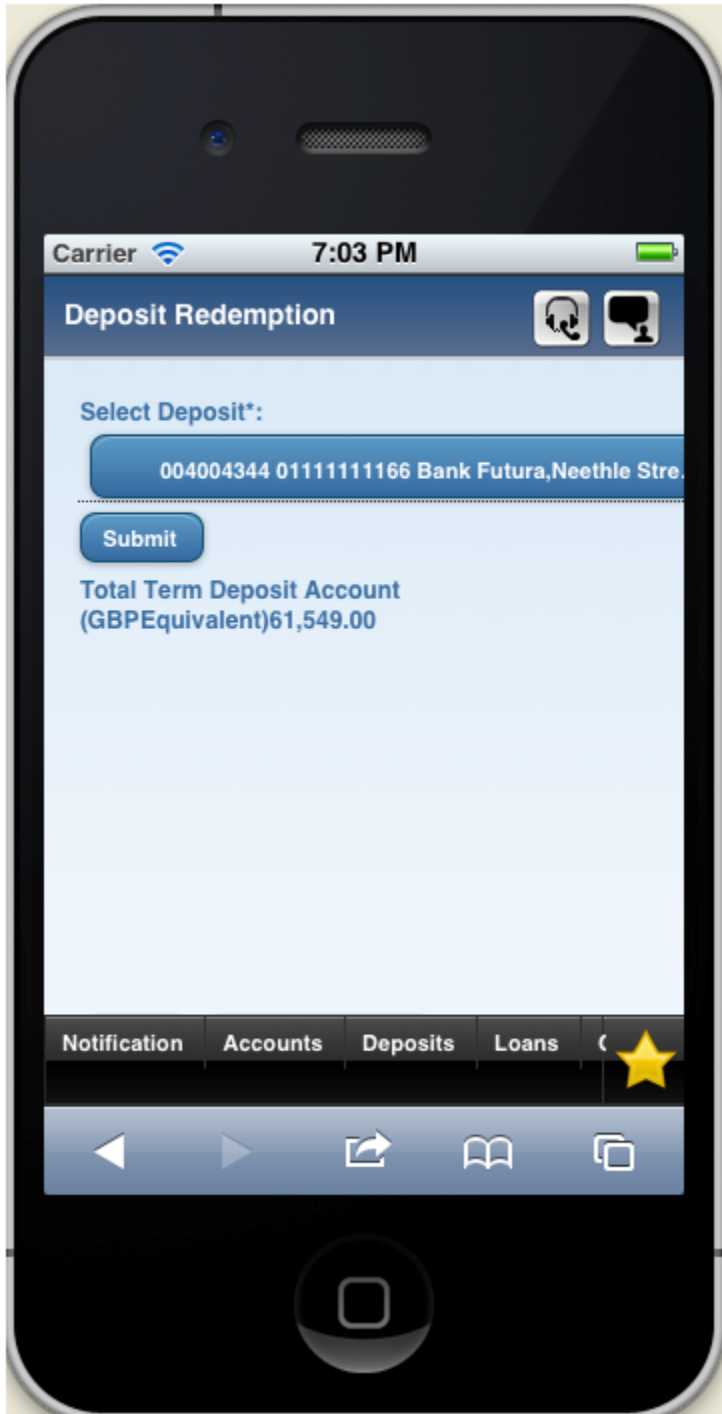 Carrier 7:03 PM
Deposit Redemption
Select Deposit*:
004004344 01111111166 Bank Futura,Neethle Stre.
Submit
Total Term Deposit Account
(GBPEquivalent)61,549.00
Notification Accounts Deposits Loans